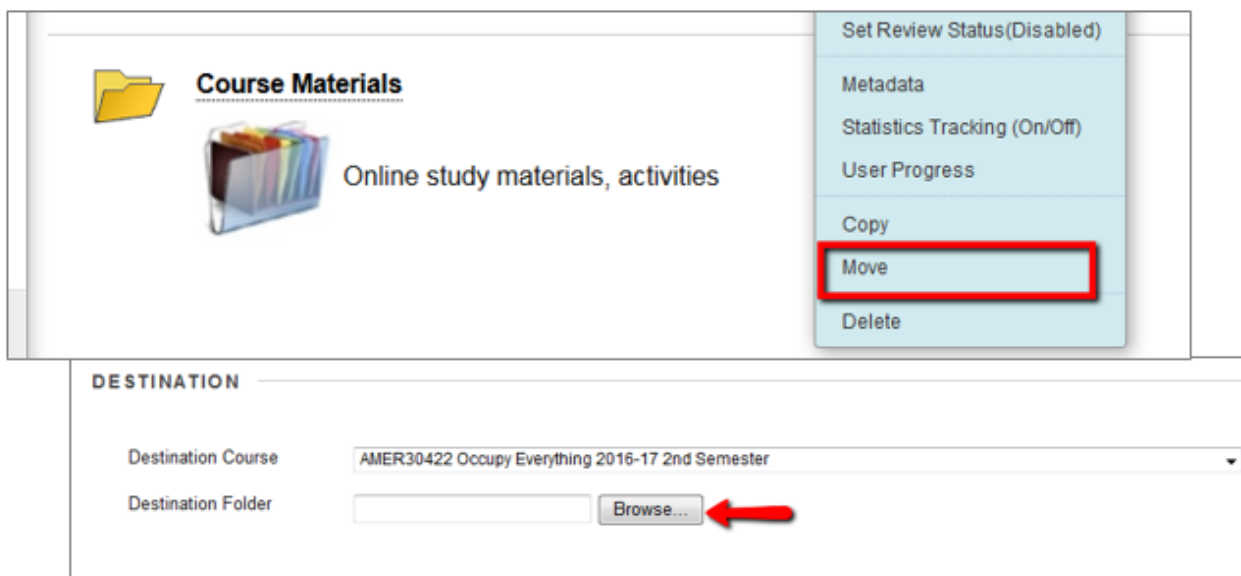 Set Review Status(Disabled)
Course Materials
Metadata
Statistics Tracking (On/Off)
Online study materials, activities
User Progress
Copy
Move
Delete
DESTINATION
Destination Course AMER30422 Occupy Everything 2016-17 2nd Semester
Destination Folder Browse...